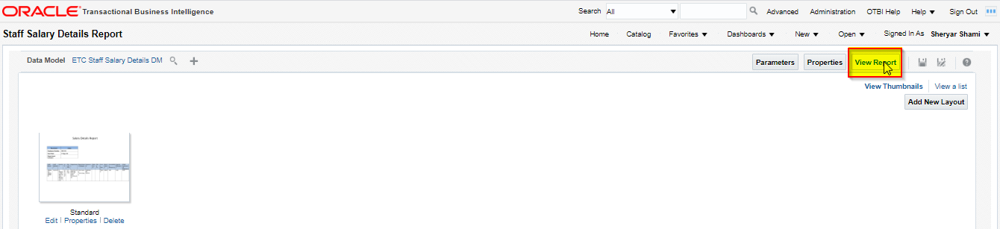 ORACLE Transactional Business Intelligence Search All Advanced Administration OTBI Help Help Sign Out
Staff Salary Details Report Home Catalog Favorites Dashboards New Open Signed In As Sheryar Shami
Data Model ETC Staff Salary Details DM Parameters Properties View Report
View Thumbnails View a list
Add New Layout
Salary Details Report
Standard
Edit | Properties | Delete